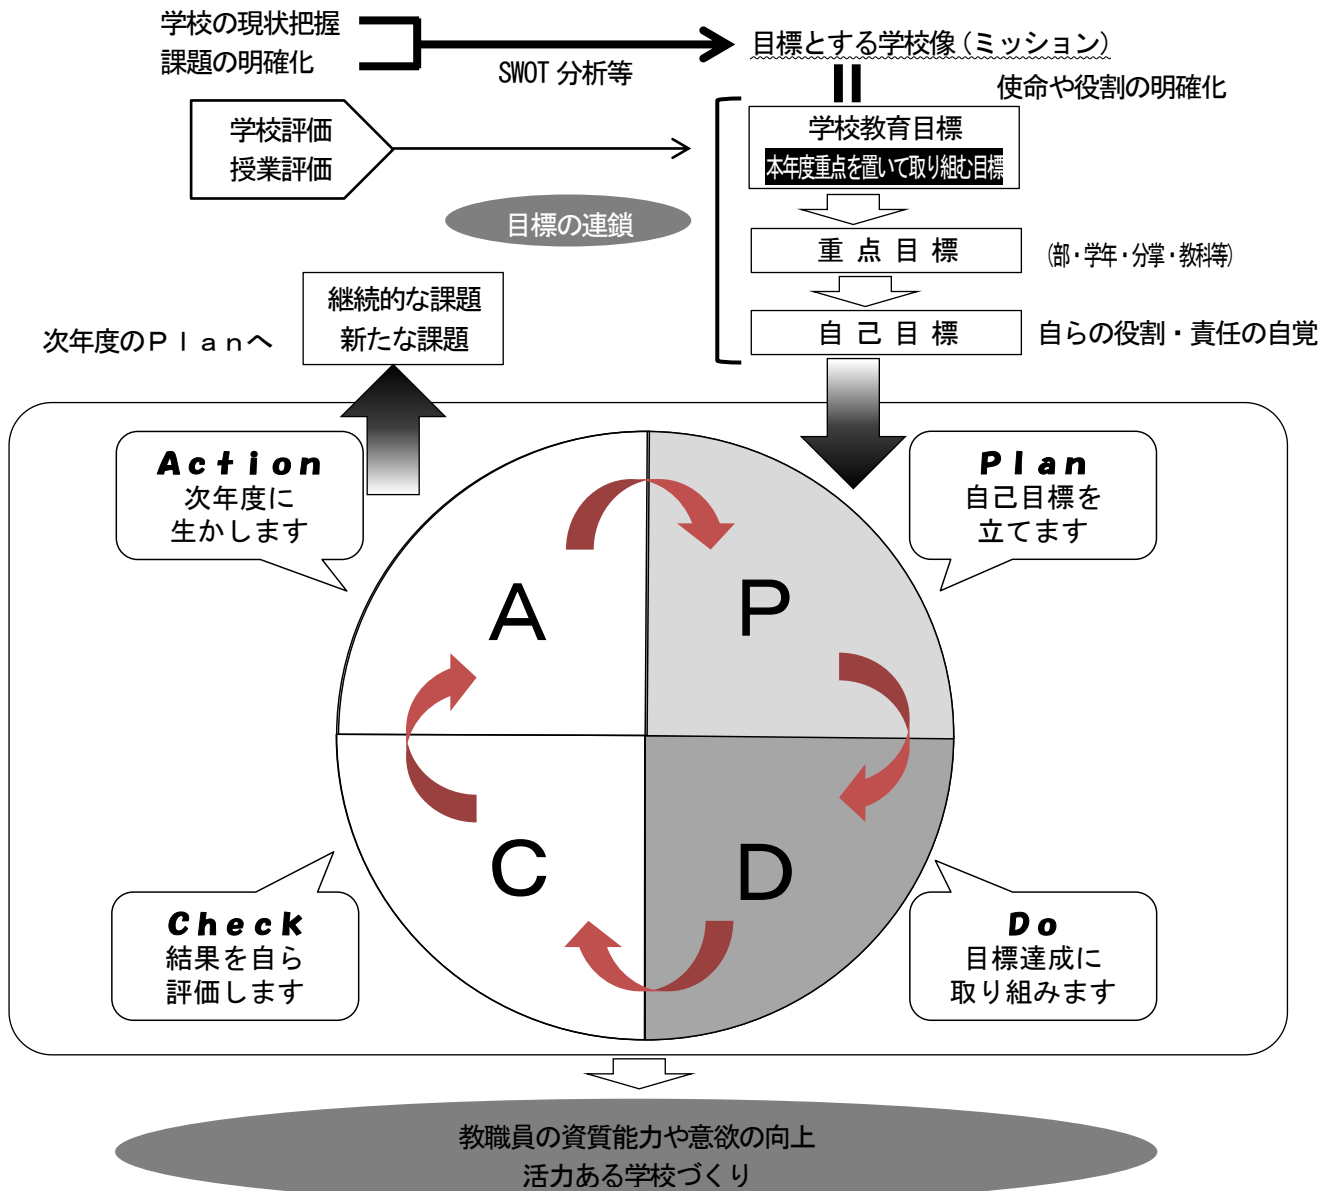 学校の現状把握
課題の明確化
SWOT 分析等
目標とする学校像(ミッション)
使命や役割の明確化
学校評価
授業評価
学校教育目標
本年度重点を置いて取り組む目標
目標の連鎖
重 点 目 標
(部・学年・分掌・教科等)
継続的な課題
新たな課題
次年度のPlanへ
自 己 目 標
自らの役割・責任の自覚
Action
次年度に
生かします
Plan
自己目標を
立てます
A
P
C
D
Check
結果を自ら
評価します
Do
目標達成に
取り組みます
教職員の資質能力や意欲の向上
活力ある学校づくり